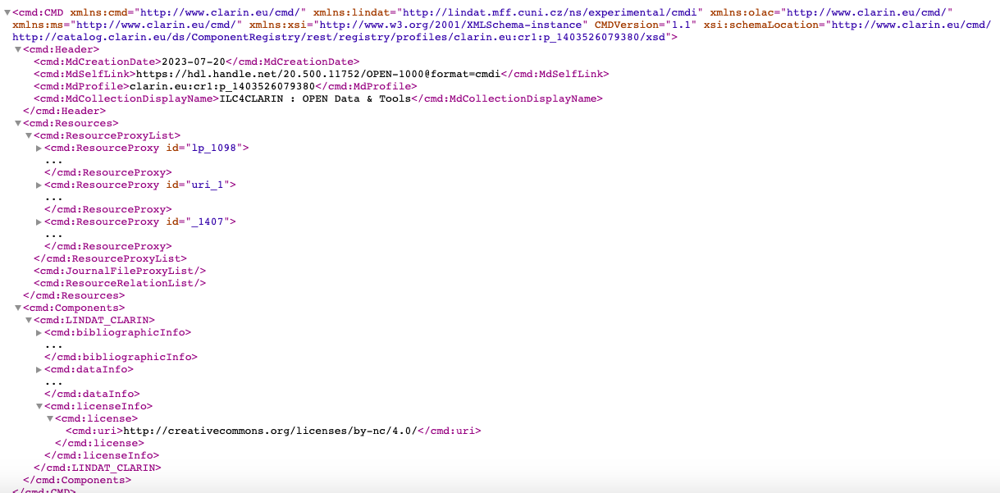 <cmd:CMD xmlns:cmd="http://www.clarin.eu/cmd/" xmlns:lindat="http://lindat.mff.cuni.cz/ns/experimental/cmdi" xmlns:olac="http://www.clarin.eu/cmd/"
xmlns:ms="http://www.clarin.eu/cmd/" xmlns:xsi="http://www.w3.org/2001/XMLSchema-instance" CMDVersion="1.1" xsi:schemaLocation="http://www.clarin.eu/cmd/
http://catalog.clarin.eu/ds/ComponentRegistry/rest/registry/profiles/clarin.eu:cr1:p_1403526079380/xsd">
<cmd:Header>
<cmd:MdCreationDate>2023-07-20</cmd:MdCreationDate>
<cmd:MdSelfLink>https://hdl.handle.net/20.500.11752/OPEN-1000@format=cmdi</cmd:MdSelfLink>
<cmd:MdProfile>clarin.eu:cr1:p_1403526079380</cmd:MdProfile>
<cmd:MdCollectionDisplayName>ILC4CLARIN : OPEN Data & Tools</cmd:MdCollectionDisplayName>
</cmd:Header>
<cmd:Resources>
<cmd:ResourceProxyList>
<cmd:ResourceProxy id="lp_1098">
...
</cmd:ResourceProxy>
<cmd:ResourceProxy id="uri_1">
...
</cmd:ResourceProxy>
<cmd:ResourceProxy id="_1407">
...
</cmd:ResourceProxy>
</cmd:ResourceProxyList>
<cmd:JournalFileProxyList/>
<cmd:ResourceRelationList/>
</cmd:Resources>
<cmd:Components>
<cmd:LINDAT_CLARIN>
<cmd:bibliographicInfo>
...
</cmd:bibliographicInfo>
<cmd:dataInfo>
...
</cmd:dataInfo>
<cmd:licenseInfo>
<cmd:license>
<cmd:uri>http://creativecommons.org/licenses/by-nc/4.0/</cmd:uri>
</cmd:license>
</cmd:licenseInfo>
</cmd:LINDAT_CLARIN>
</cmd:Components>
</cmd:CMD>